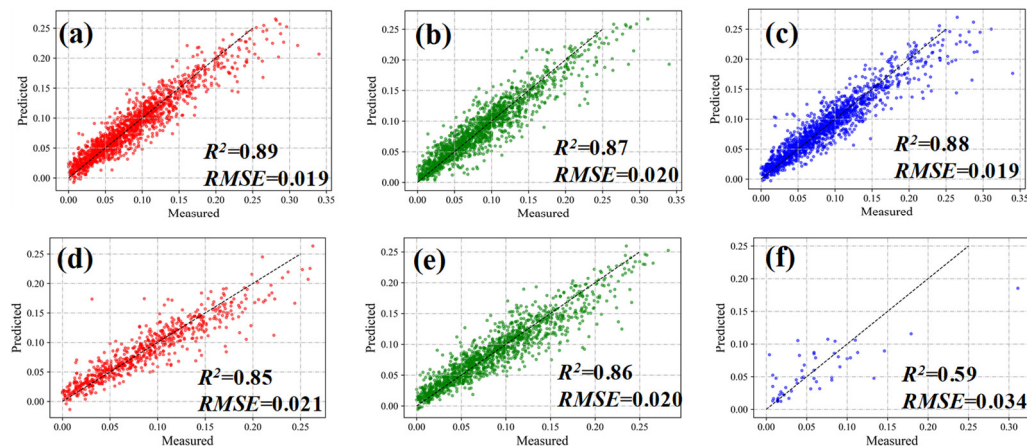 (a)
Predicted
0.25
0.20
0.15
0.10
0.05
0.00
R²=0.89
RMSE=0.019
0.00 0.05 0.10 0.15 0.20 0.25 0.30 0.35
Measured
(b)
Predicted
0.25
0.20
0.15
0.10
0.05
0.00
R²=0.87
RMSE=0.020
0.00 0.05 0.10 0.15 0.20 0.25 0.30 0.35
Measured
(c)
Predicted
0.25
0.20
0.15
0.10
0.05
0.00
R²=0.88
RMSE=0.019
0.00 0.05 0.10 0.15 0.20 0.25 0.30 0.35
Measured
(d)
Predicted
0.25
0.20
0.15
0.10
0.05
0.00
R²=0.85
RMSE=0.021
0.00 0.05 0.10 0.15 0.20 0.25
Measured
(e)
Predicted
0.25
0.20
0.15
0.10
0.05
0.00
R²=0.86
RMSE=0.020
0.00 0.05 0.10 0.15 0.20 0.25
Measured
(f)
Predicted
0.25
0.20
0.15
0.10
0.05
0.00
R²=0.59
RMSE=0.034
0.00 0.05 0.10 0.15 0.20 0.25 0.30
Measured